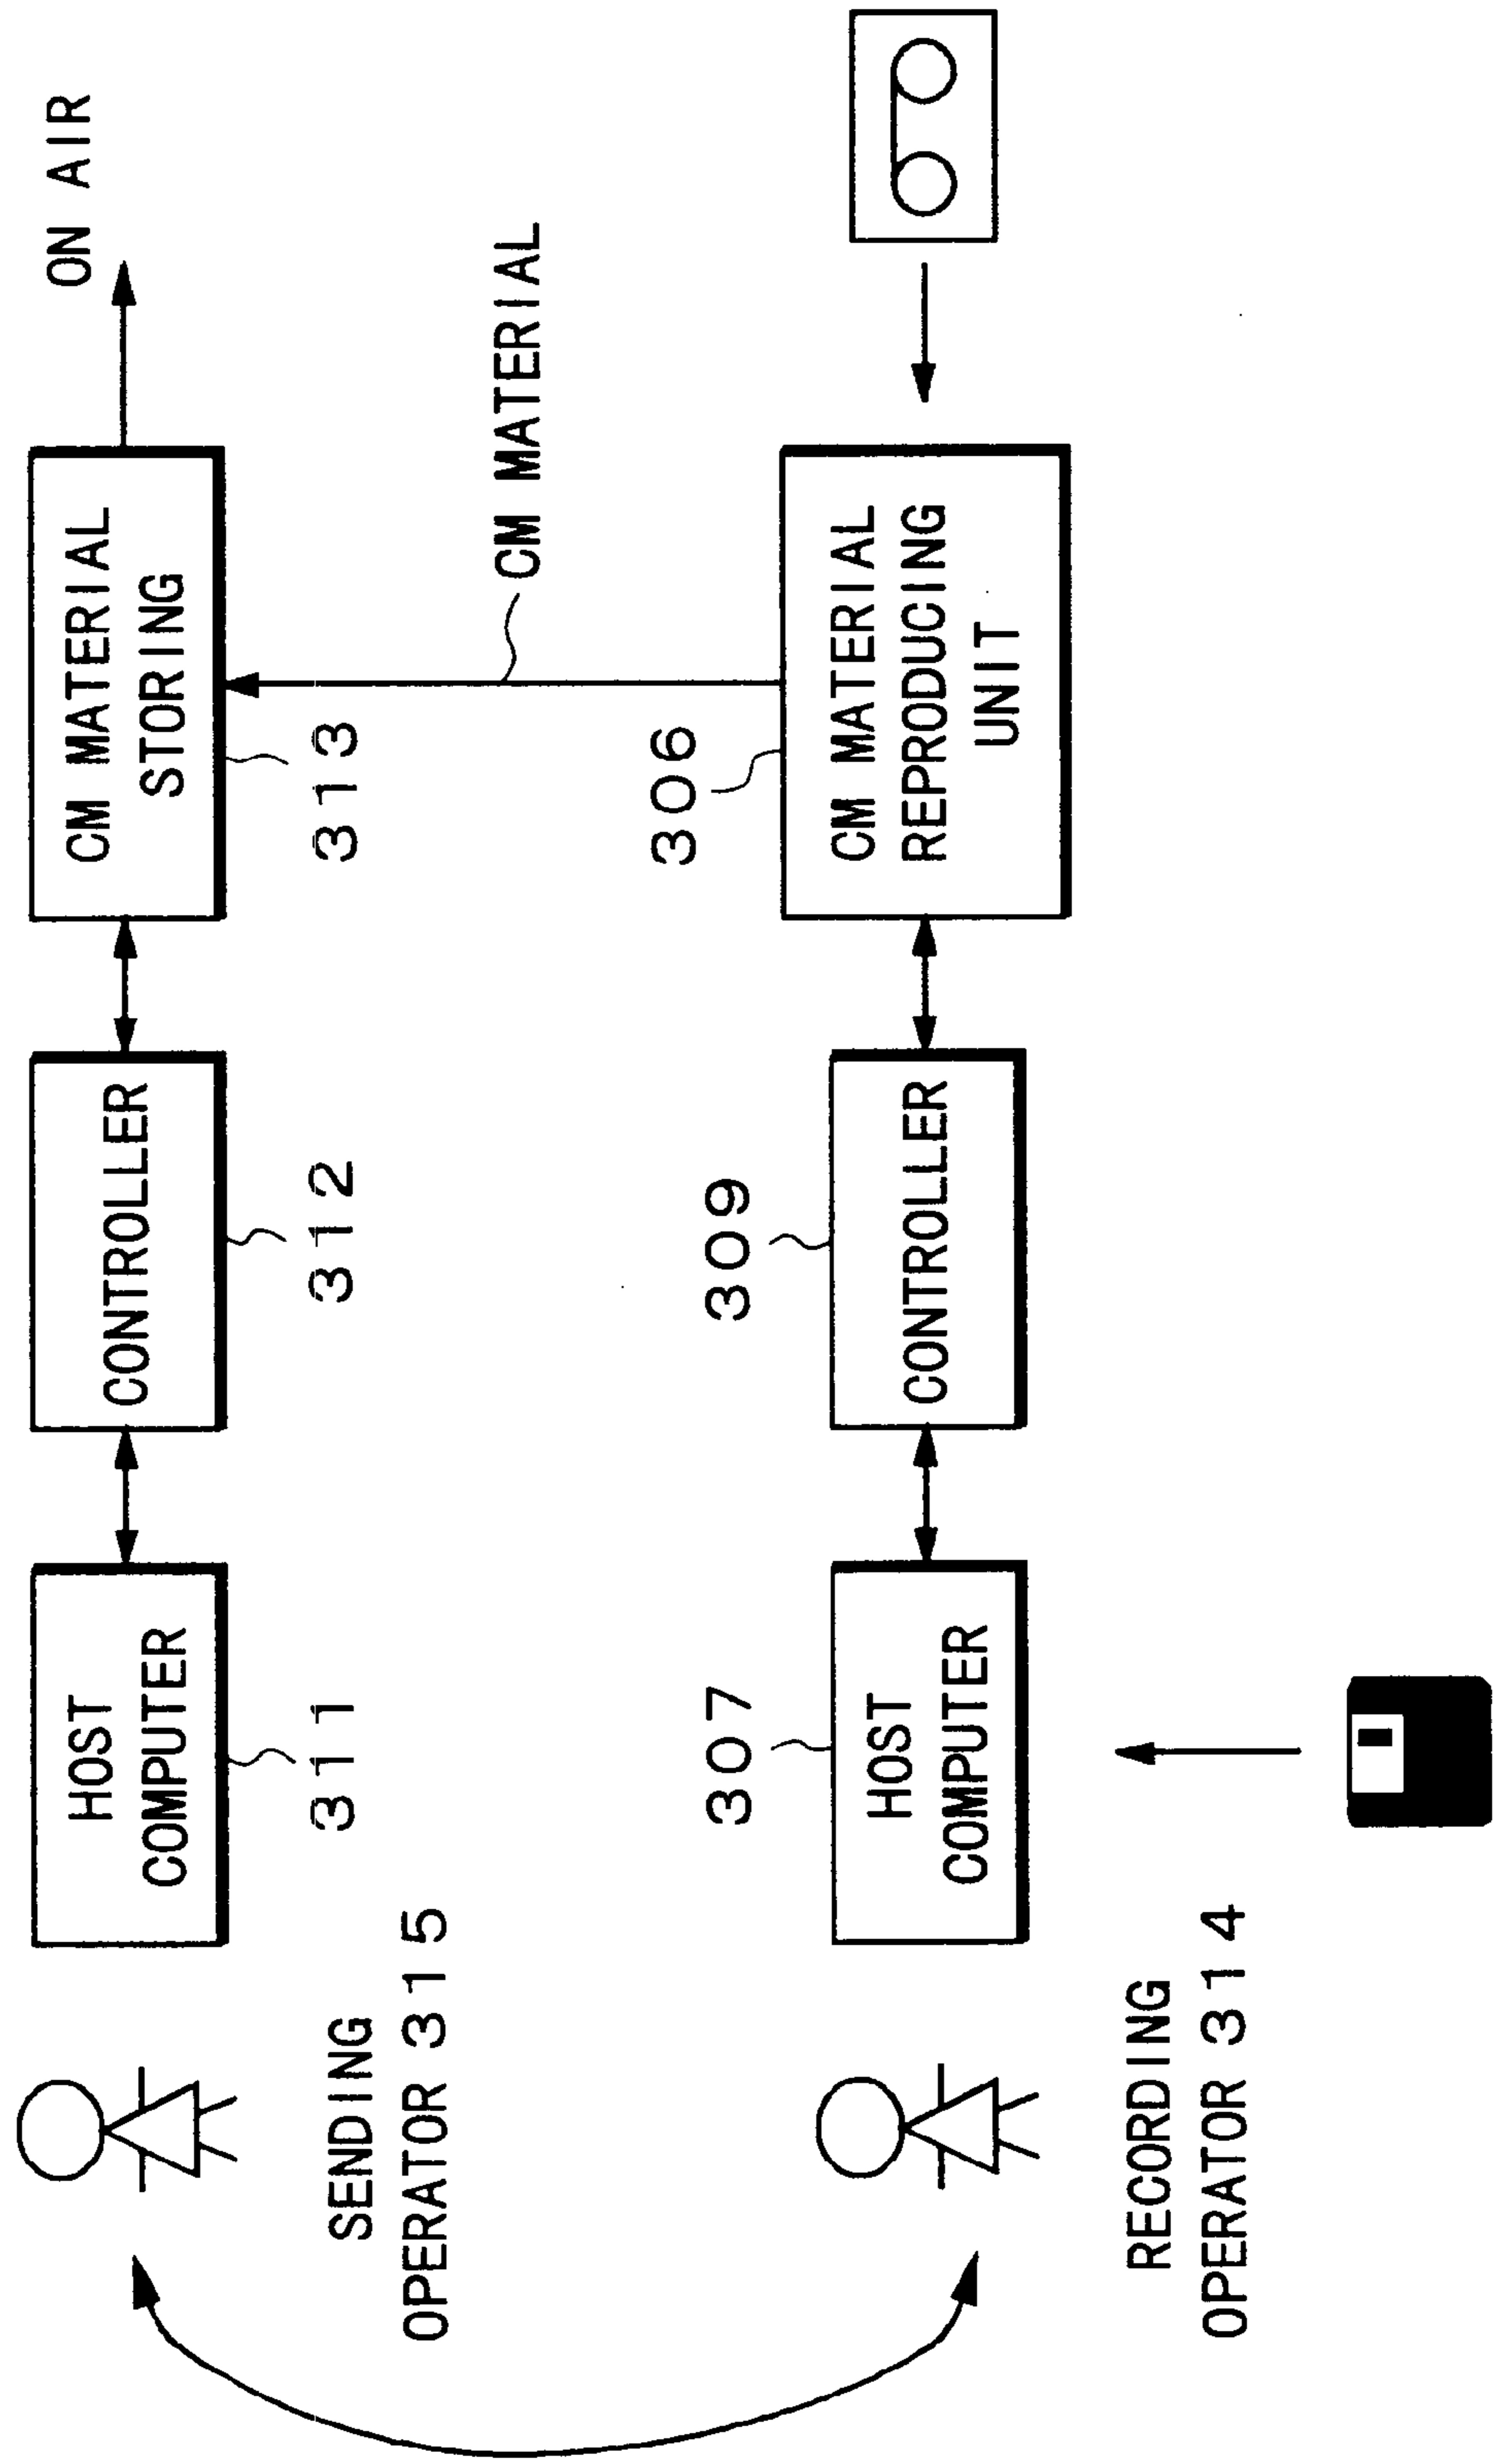 HOST
COMPUTER
311
CONTROLLER
312
CM MATERIAL
STORING
313
ON AIR
SENDING
OPERATOR 315
CM MATERIAL
HOST
COMPUTER
307
CONTROLLER
309
CM MATERIAL
REPRODUCING
UNIT
306
RECORDING
OPERATOR 314